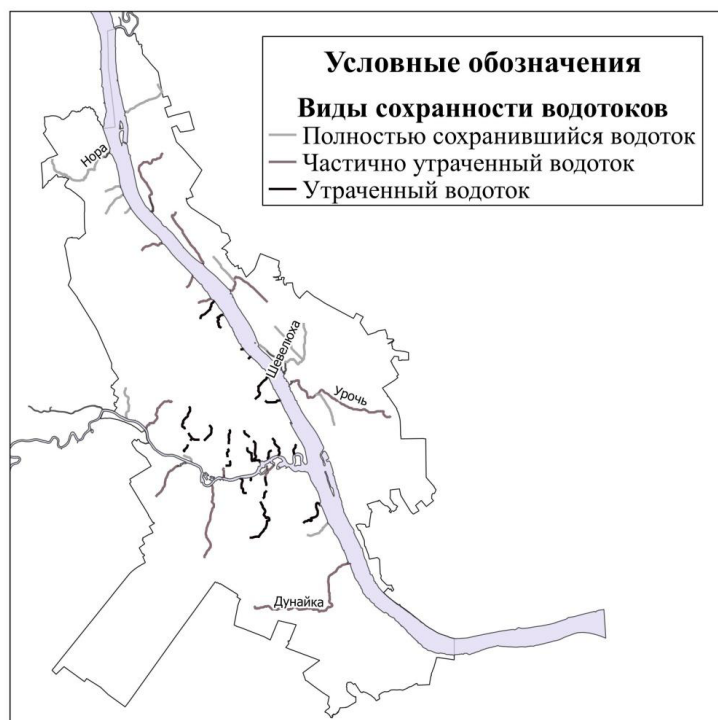 Условные обозначения
Виды сохранности водотоков
Полностью сохранившийся водоток
Частично утраченный водоток
Утраченный водоток
Нора
Шевелюха
Урочь
Дунайка